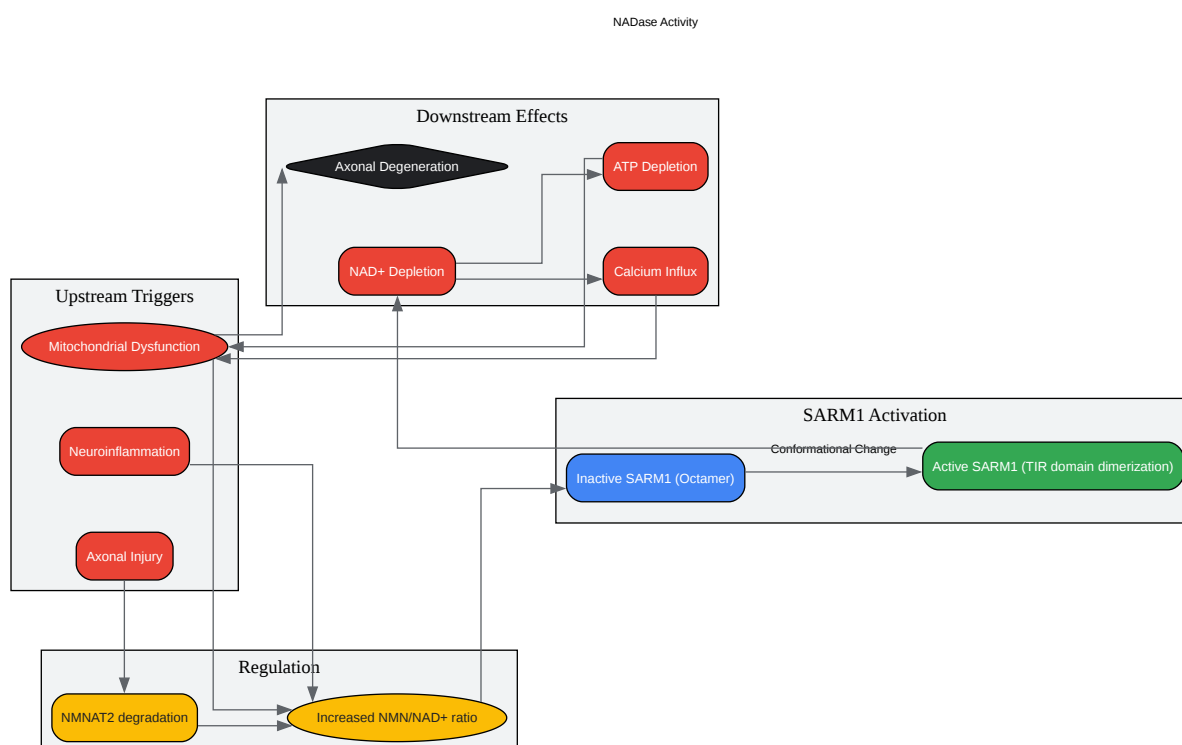 NADase Activity
Downstream Effects
Axonal Degeneration
ATP Depletion
NAD+ Depletion
Calcium Influx
Upstream Triggers
Mitochondrial Dysfunction
Neuroinflammation
Axonal Injury
SARM1 Activation
Conformational Change
Inactive SARM1 (Octamer)
Active SARM1 (TIR domain dimerization)
Regulation
NMNAT2 degradation
Increased NMN/NAD+ ratio